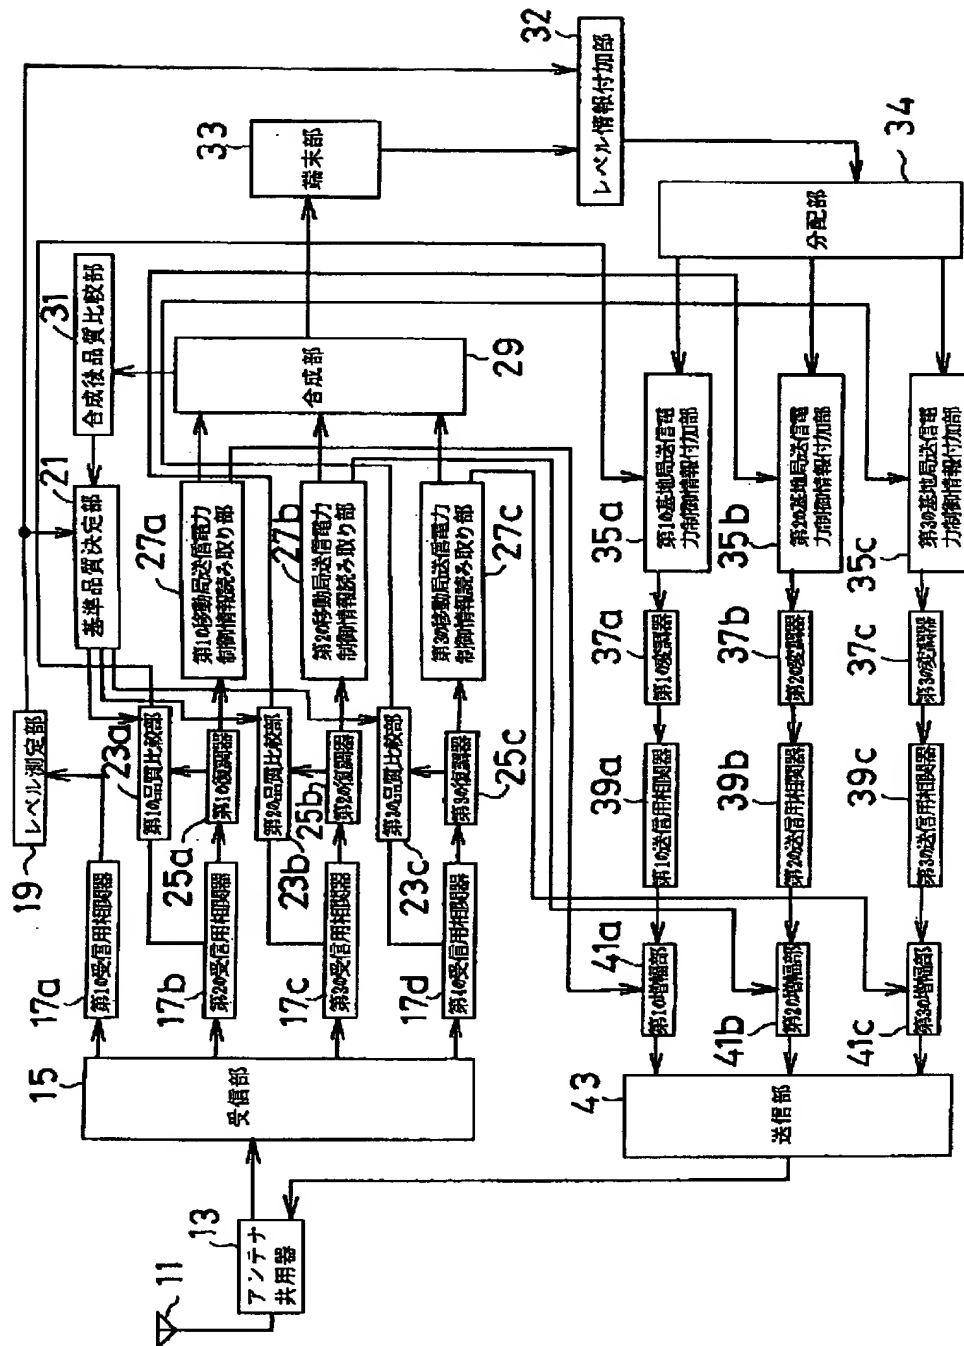 11
13
アンテナ
共用器
15
受信部
17a
第1の受信用相関器
17b
第2の受信用相関器
17c
第3の受信用相関器
17d
第4の受信用相関器
19
レベル測定部
21
基準品質決定部
23a
第1の品質比較部
23b
第2の品質比較部
23c
第3の品質比較部
25a
第1の復調器
25b
第2の復調器
25c
第3の復調器
27a
第1の移動局送信電力
制御情報読み取り部
27b
第2の移動局送信電力
制御情報読み取り部
27c
第3の移動局送信電力
制御情報読み取り部
29
合成部
31
合成後品質比較部
33
端末部
32
レベル情報付加部
34
分配部
35a
第1の基地局送信電
力制御情報付加部
35b
第2の基地局送信電
力制御情報付加部
35c
第3の基地局送信電
力制御情報付加部
37a
第1の変調器
37b
第2の変調器
37c
第3の変調器
39a
第1の送信用相関器
39b
第2の送信用相関器
39c
第3の送信用相関器
41a
第1の増幅部
41b
第2の増幅部
41c
第3の増幅部
43
送信部